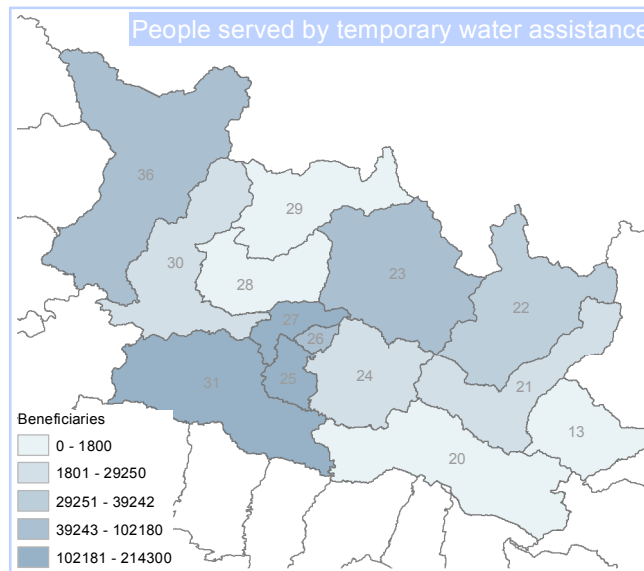 People served by temporary water assistance
36
29
30
28
23
22
27
26
31
25
24
21
13
20
Beneficiaries
0 - 1800
1801 - 29250
29251 - 39242
39243 - 102180
102181 - 214300